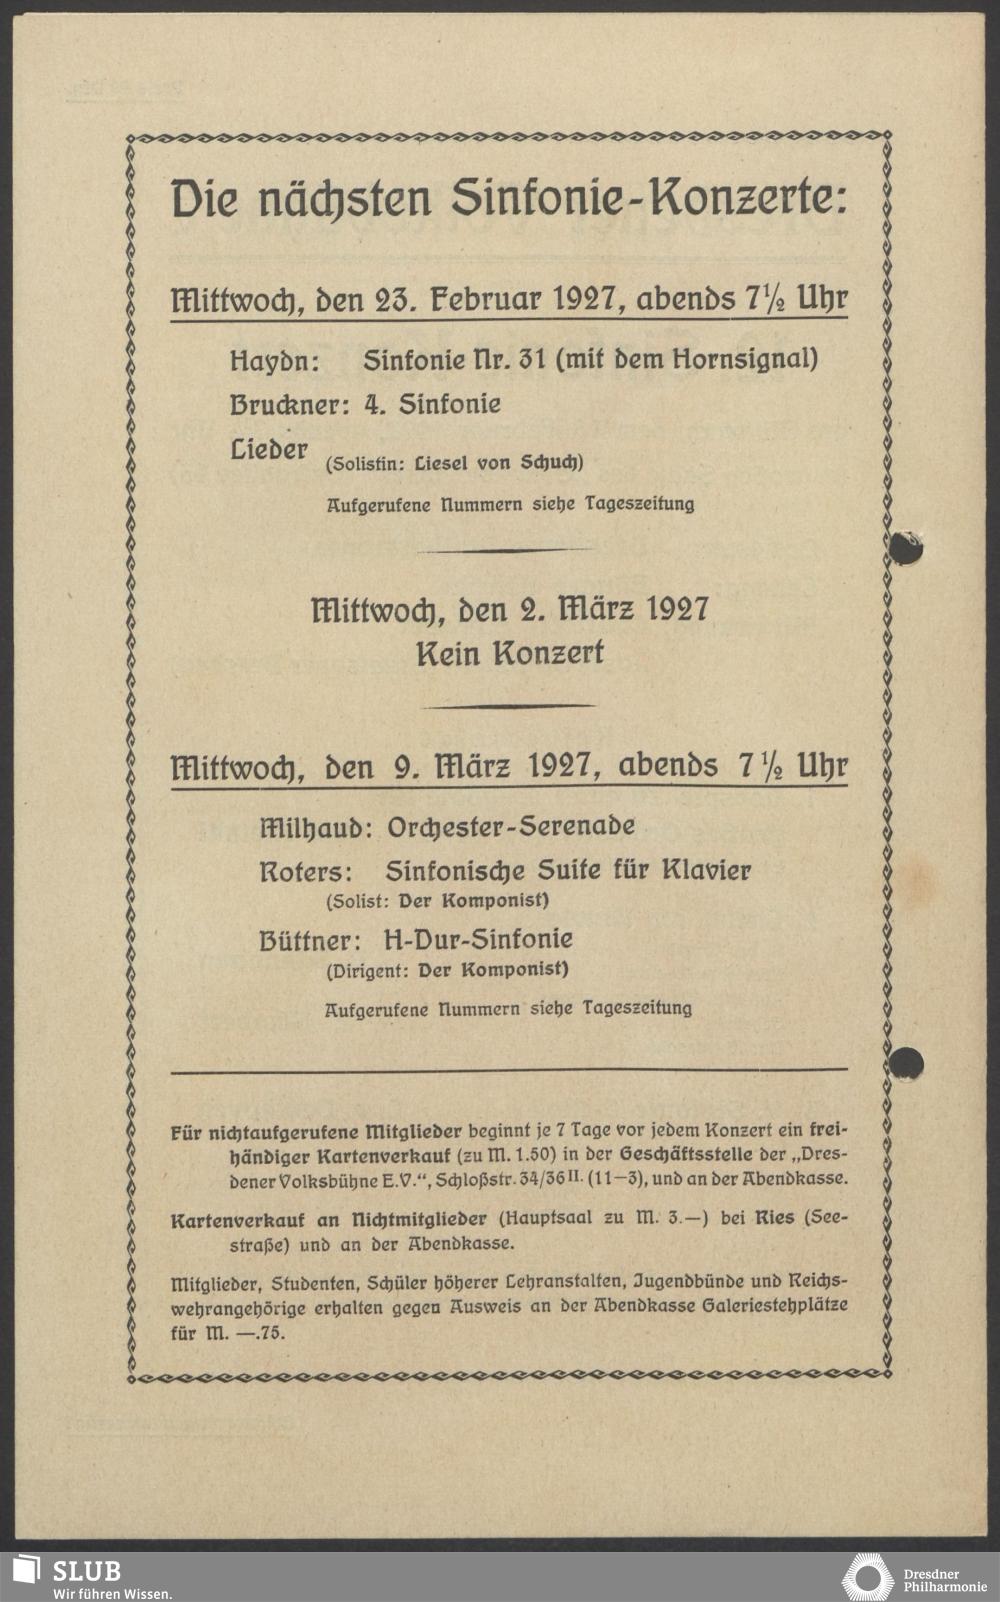 Die nächsten Sinfonie-Konzerte:
Mittwoch, den 23. Februar 1927, abends 7½ Uhr
Haydn: Sinfonie Nr. 31 (mit dem Hornsignal)
Bruckner: 4. Sinfonie
Lieder (Solistin: Liesel von Schuch)
Aufgerufene Nummern siehe Tageszeitung
Mittwoch, den 2. März 1927
Kein Konzert
Mittwoch, den 9. März 1927, abends 7½ Uhr
Milhaud: Orchester-Serenade
Roters: Sinfonische Suite für Klavier
(Solist: Der Komponist)
Büttner: H-Dur-Sinfonie
(Dirigent: Der Komponist)
Aufgerufene Nummern siehe Tageszeitung
Für nichtaufgerufene Mitglieder beginnt je 7 Tage vor jedem Konzert ein frei-
händiger Kartenverkauf (zu M. 1.50) in der Geschäftsstelle der „Dres-
dener Volksbühne E.V.“, Schloßstr. 34/36 II. (11—3), und an der Abendkasse.
Kartenverkauf an Nichtmitglieder (Hauptsaal zu M. 3.—) bei Ries (See-
straße) und an der Abendkasse.
Mitglieder, Studenten, Schüler höherer Lehranstalten, Jugendbünde und Reichs-
wehrangehörige erhalten gegen Ausweis an der Abendkasse Galeriestehplätze
für M. —.75.
SLUB
Wir führen Wissen.
Dresdner
Philharmonie